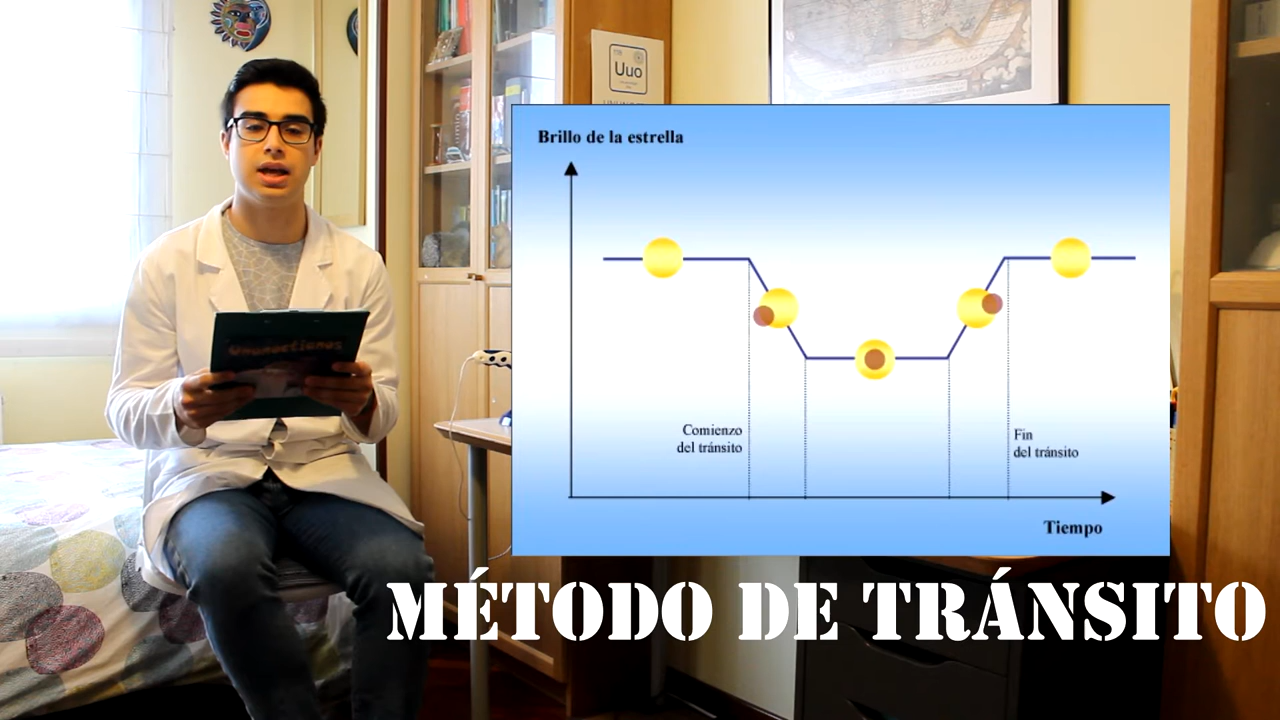 Uuo
Brillo de la estrella
Comienzo
del tránsito
Fin
del tránsito
Tiempo
MÉTODO DE TRÁNSITO